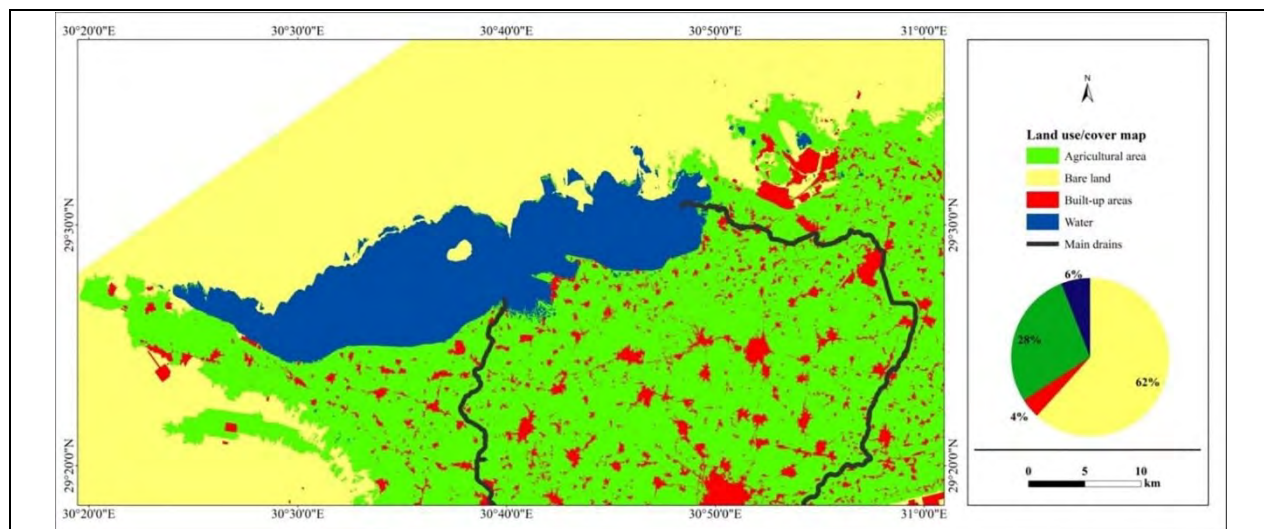 30°20'0"E
30°30'0"E
30°40'0"E
30°50'0"E
31°0'0"E
29°30'0"N
29°20'0"N
29°30'0"N
29°20'0"N
30°20'0"E
30°30'0"E
30°40'0"E
30°50'0"E
31°0'0"E
N
Land use/cover map
Agricultural area
Bare land
Built-up areas
Water
Main drains
6%
28%
62%
4%
0 5 10
km